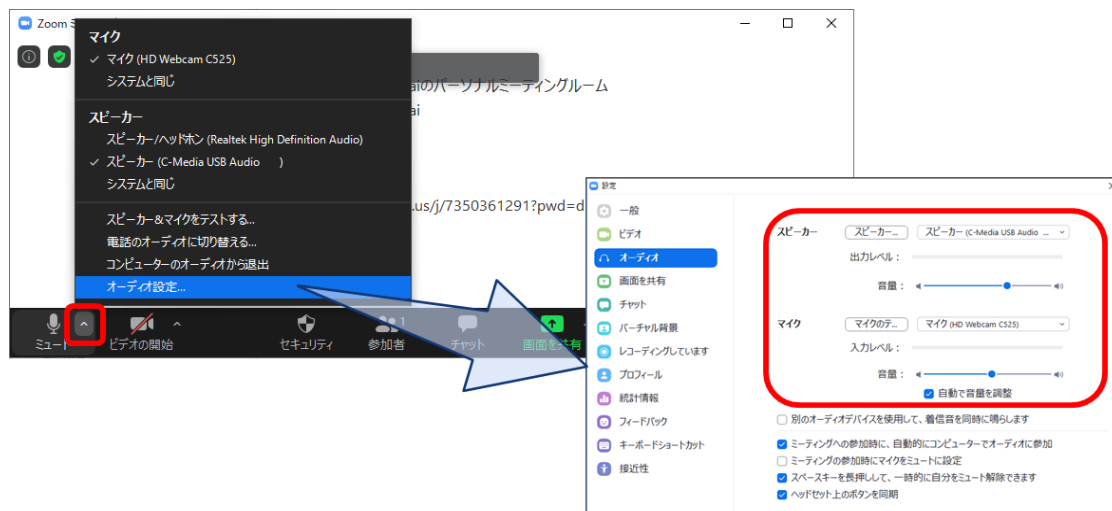 Zoom
マイク
マイク (HD Webcam C525)
システムと同じ
スピーカー
スピーカー/ヘッドホン (Realtek High Definition Audio)
スピーカー (C-Media USB Audio )
システムと同じ
スピーカー&マイクをテストする...
電話のオーディオに切り替える...
コンピューターのオーディオから退出
オーディオ設定...
aiのパーソナルミーティングルーム
ai
.us/j/7350361291?pwd=d
ミュート
ビデオの開始
セキュリティ
1
参加者
チャット
画面を共有
設定
一般
ビデオ
オーディオ
画面を共有
チャット
バーチャル背景
レコーディングしています
プロフィール
統計情報
フィードバック
キーボードショートカット
接近性
スピーカー スピーカー... スピーカー (C-Media USB Audio ...
出力レベル：
音量：
マイク マイクのテ... マイク (HD Webcam C525)
入力レベル：
音量：
自動で音量を調整
別のオーディオデバイスを使用して、着信音を同時に鳴らします
ミーティングへの参加時に、自動的にコンピューターでオーディオに参加
ミーティングの参加時にマイクをミュートに設定
スペースキーを長押しして、一時的に自分をミュート解除できます
ヘッドセット上のボタンを同期